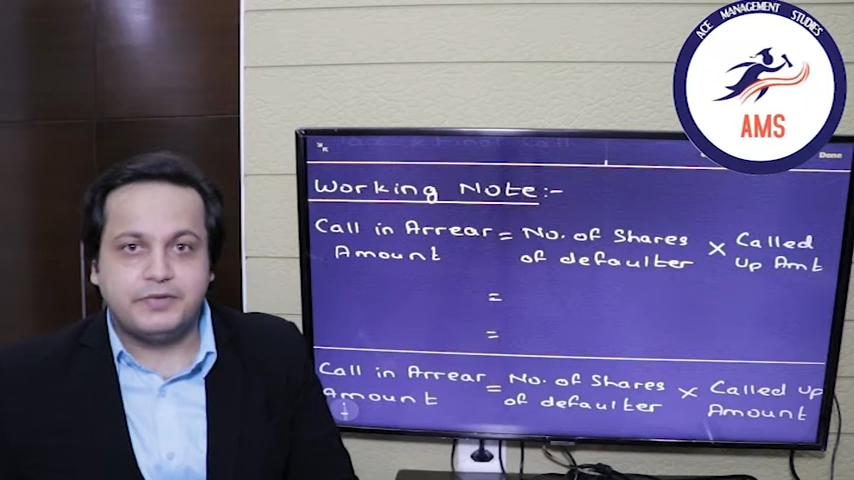 ACE MANAGEMENT STUDIES
AMS
Done
Working Note:-
Call in Arrear = No. of Shares × Called
Amount of defaulter up Amt
=
=
Call in Arrear = No. of Shares × Called up
Amount of defaulter Amount